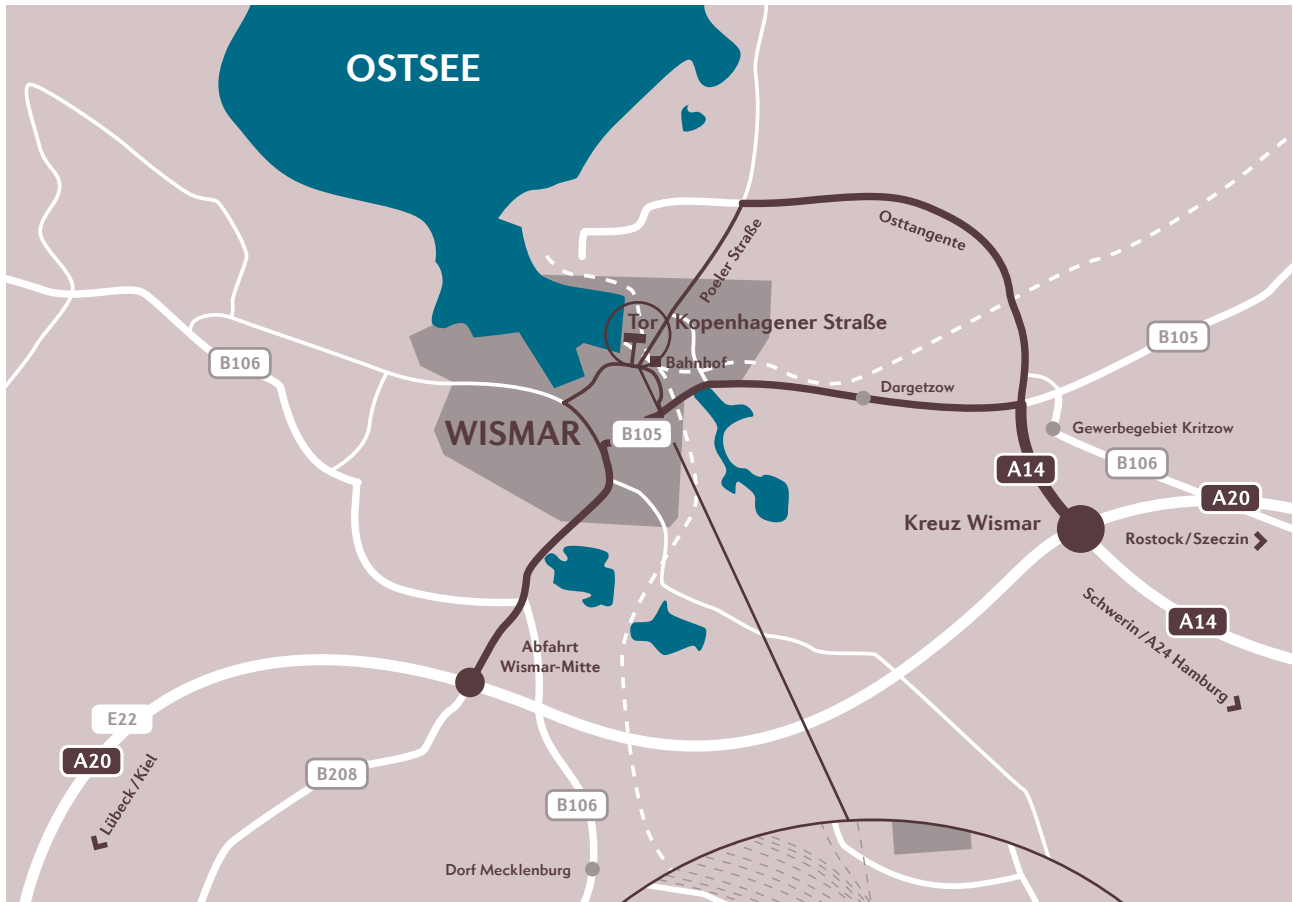 OSTSEE
Osttangente
Poeler Straße
Tor Kopenhagener Straße
B105
B106
Bahnhof
Dargetzow
WISMAR
B105
Gewerbegebiet Kritzow
B106
A14
A20
Kreuz Wismar
Rostock/Szeczin
Schwerin/A24 Hamburg
A14
Abfahrt
Wismar-Mitte
E22
A20
Lübeck/Kiel
B208
B106
Dorf Mecklenburg